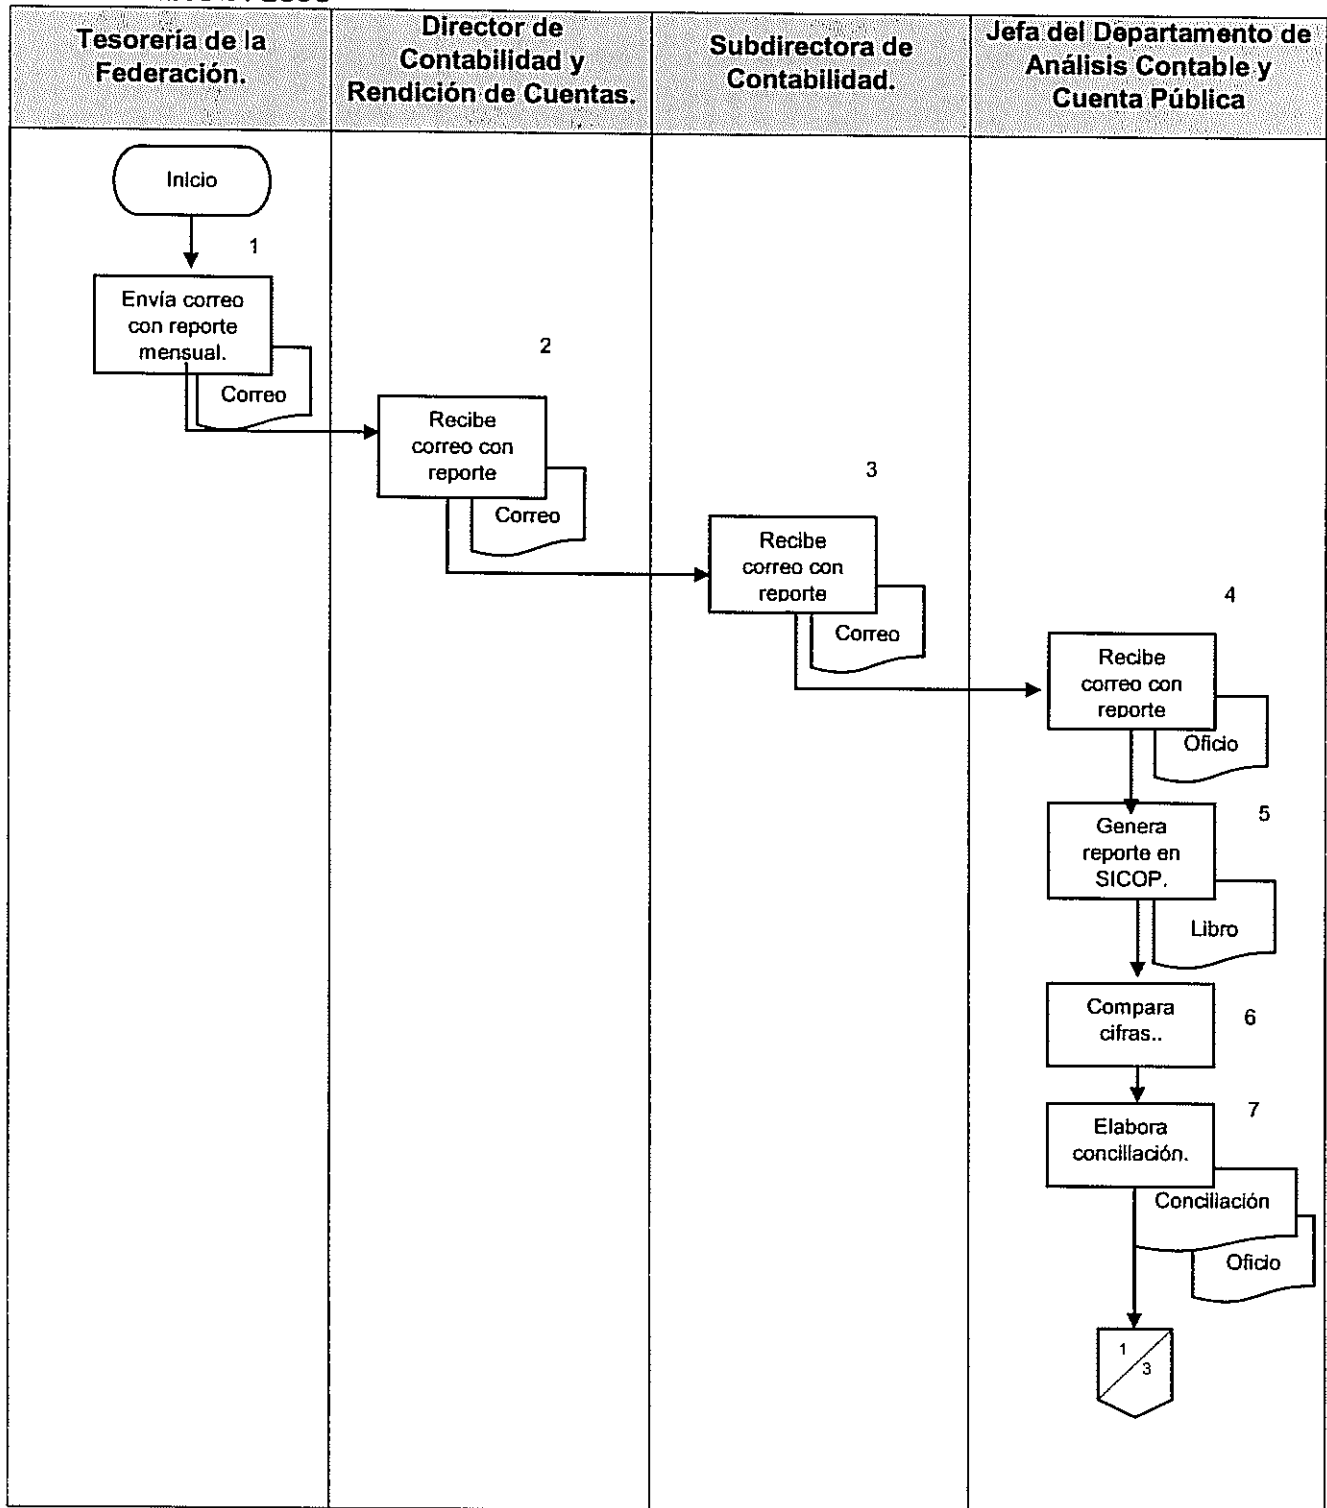 Tesorería de la
Federación.
Director de
Contabilidad y
Rendición de Cuentas.
Subdirectora de
Contabilidad.
Jefa del Departamento de
Análisis Contable y
Cuenta Pública
Inicio
1
Envía correo
con reporte
mensual.
Correo
2
Recibe
correo con
reporte
Correo
3
Recibe
correo con
reporte
Correo
4
Recibe
correo con
reporte
Oficio
5
Genera
reporte en
SICOP.
Libro
6
Compara
cifras..
7
Elabora
conciliación.
Conciliación
Oficio
1
3